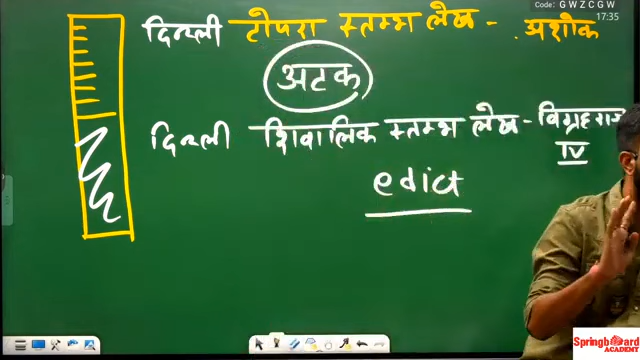 Code: GWZCGW
17:35
दिल्ली टोपरा स्तम्भ लेख - अशोक
अटक
दिल्ली शिवालिक स्तम्भ लेख - विग्रहराज
IV
edict
Springboard
ACADEMY